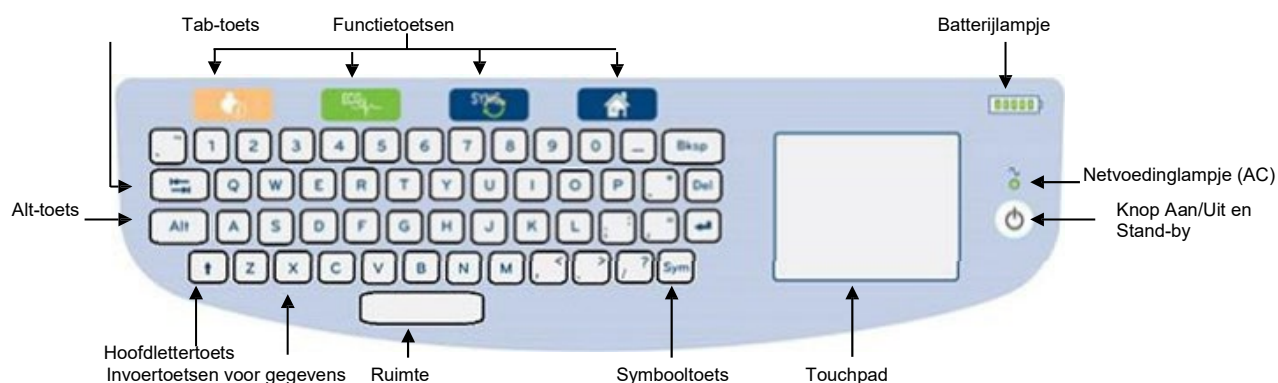 Tab-toets Functietoetsen Batterijlampje
ECG SYNC
1 2 3 4 5 6 7 8 9 0 _ Bksp
Q W E R T Y U I O P Del
Netvoedinglampje (AC)
Alt-toets
Alt A S D F G H J K L : ; " ,
Knop Aan/Uit en
Stand-by
Z X C V B N M , < . > / ? Sym
Hoofdlettertoets
Invoertoetsen voor gegevens Ruimte Symbooltoets Touchpad